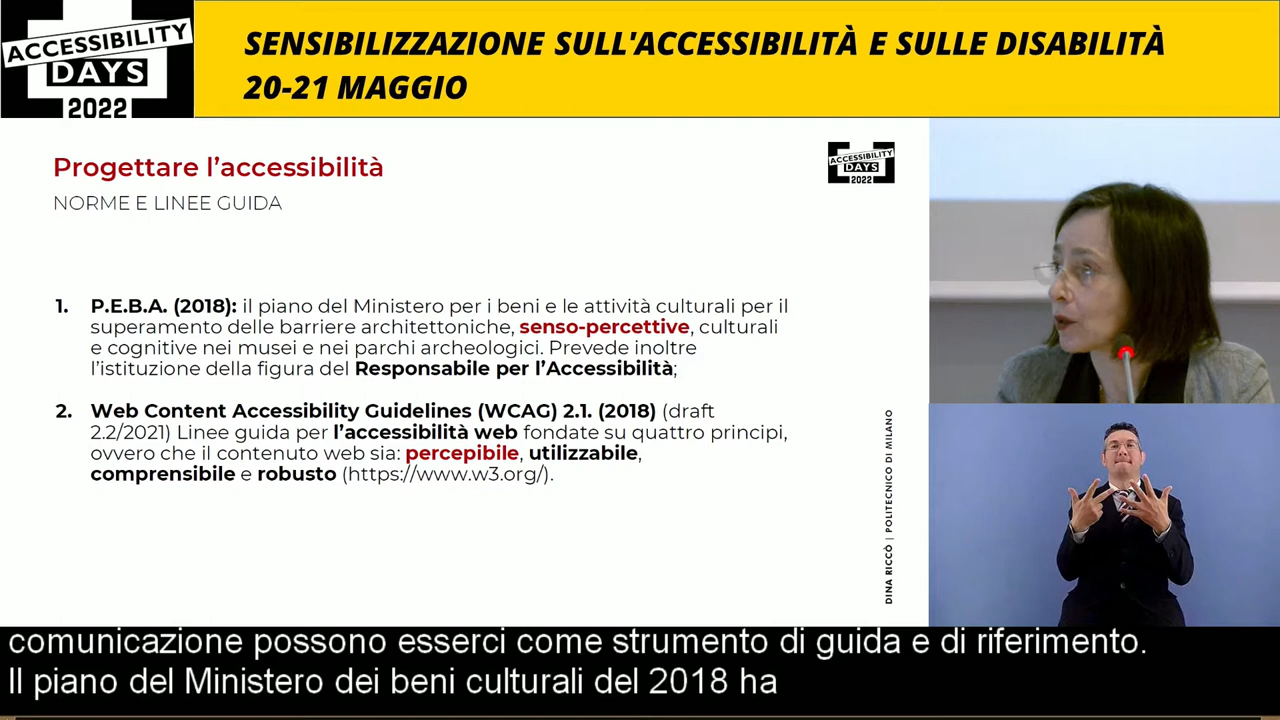 ACCESSIBILITY
DAYS
2022
SENSIBILIZZAZIONE SULL'ACCESSIBILITÀ E SULLE DISABILITÀ
20-21 MAGGIO
Progettare l'accessibilità
NORME E LINEE GUIDA
ACCESSIBILITY
DAYS
2022
1. P.E.B.A. (2018): il piano del Ministero per i beni e le attività culturali per il
superamento delle barriere architettoniche, senso-percettive, culturali
e cognitive nei musei e nei parchi archeologici. Prevede inoltre
l'istituzione della figura del Responsabile per l'Accessibilità;
2. Web Content Accessibility Guidelines (WCAG) 2.1. (2018) (draft
2.2/2021) Linee guida per l'accessibilità web fondate su quattro principi,
ovvero che il contenuto web sia: percepibile, utilizzabile,
comprensibile e robusto (https://www.w3.org/).
DINA RICCÒ | POLITECNICO DI MILANO
comunicazione possono esserci come strumento di guida e di riferimento.
Il piano del Ministero dei beni culturali del 2018 ha